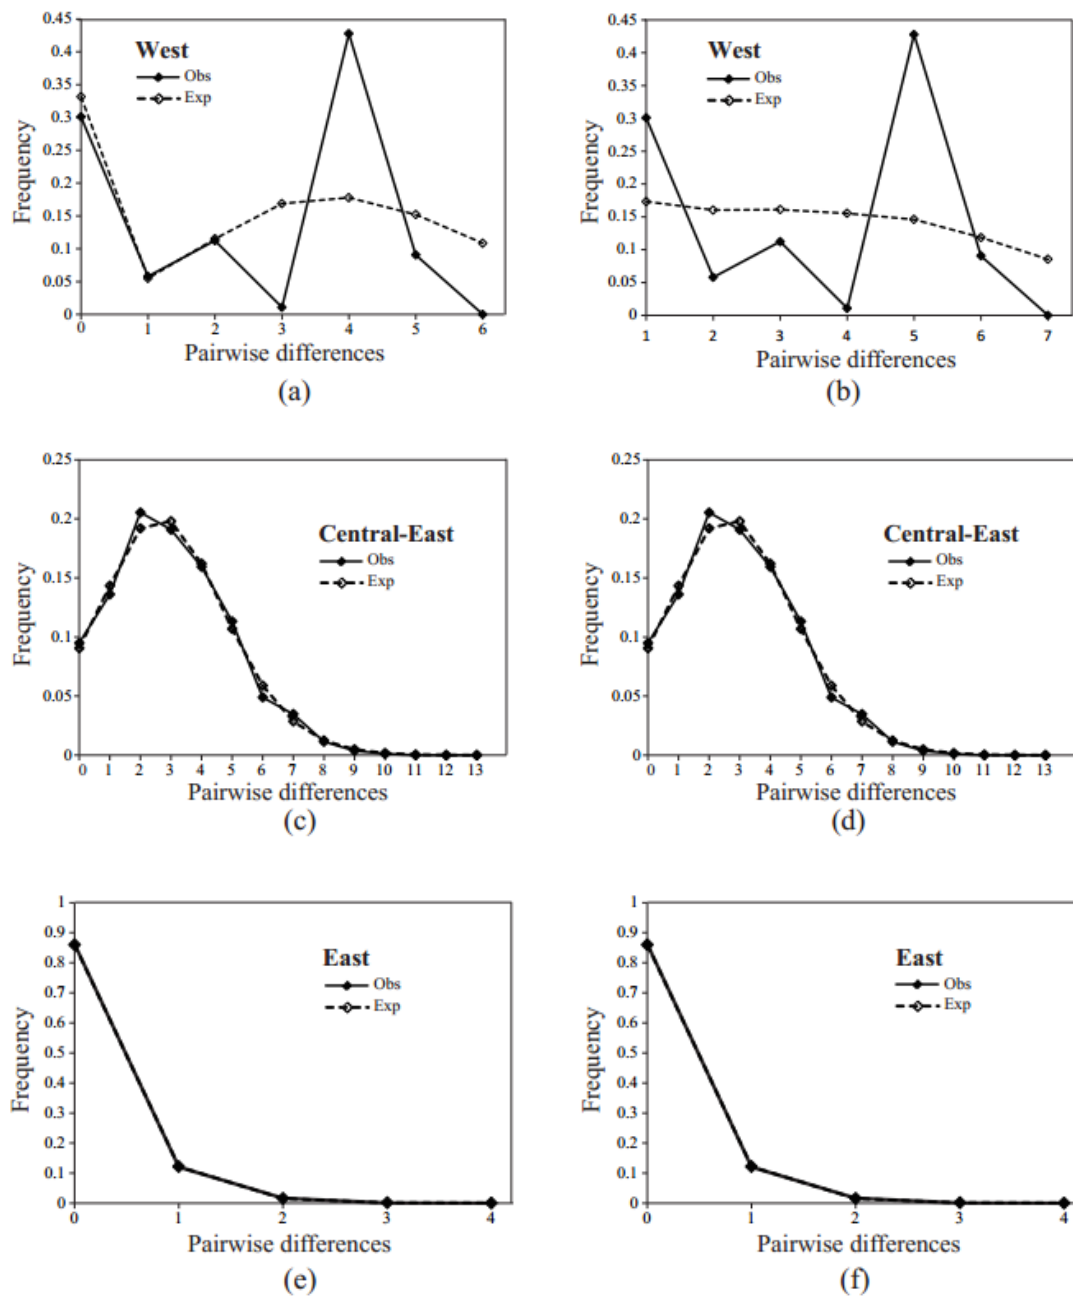 West
Obs
Exp
Frequency
0.45
0.4
0.35
0.3
0.25
0.2
0.15
0.1
0.05
0
0 1 2 3 4 5 6
Pairwise differences
(a)
West
Obs
Exp
Frequency
0.45
0.4
0.35
0.3
0.25
0.2
0.15
0.1
0.05
0
1 2 3 4 5 6 7
Pairwise differences
(b)
Central-East
Obs
Exp
Frequency
0.25
0.2
0.15
0.1
0.05
0
0 1 2 3 4 5 6 7 8 9 10 11 12 13
Pairwise differences
(c)
Central-East
Obs
Exp
Frequency
0.25
0.2
0.15
0.1
0.05
0
0 1 2 3 4 5 6 7 8 9 10 11 12 13
Pairwise differences
(d)
East
Obs
Exp
Frequency
1
0.9
0.8
0.7
0.6
0.5
0.4
0.3
0.2
0.1
0
0 1 2 3 4
Pairwise differences
(e)
East
Obs
Exp
Frequency
1
0.9
0.8
0.7
0.6
0.5
0.4
0.3
0.2
0.1
0
0 1 2 3 4
Pairwise differences
(f)